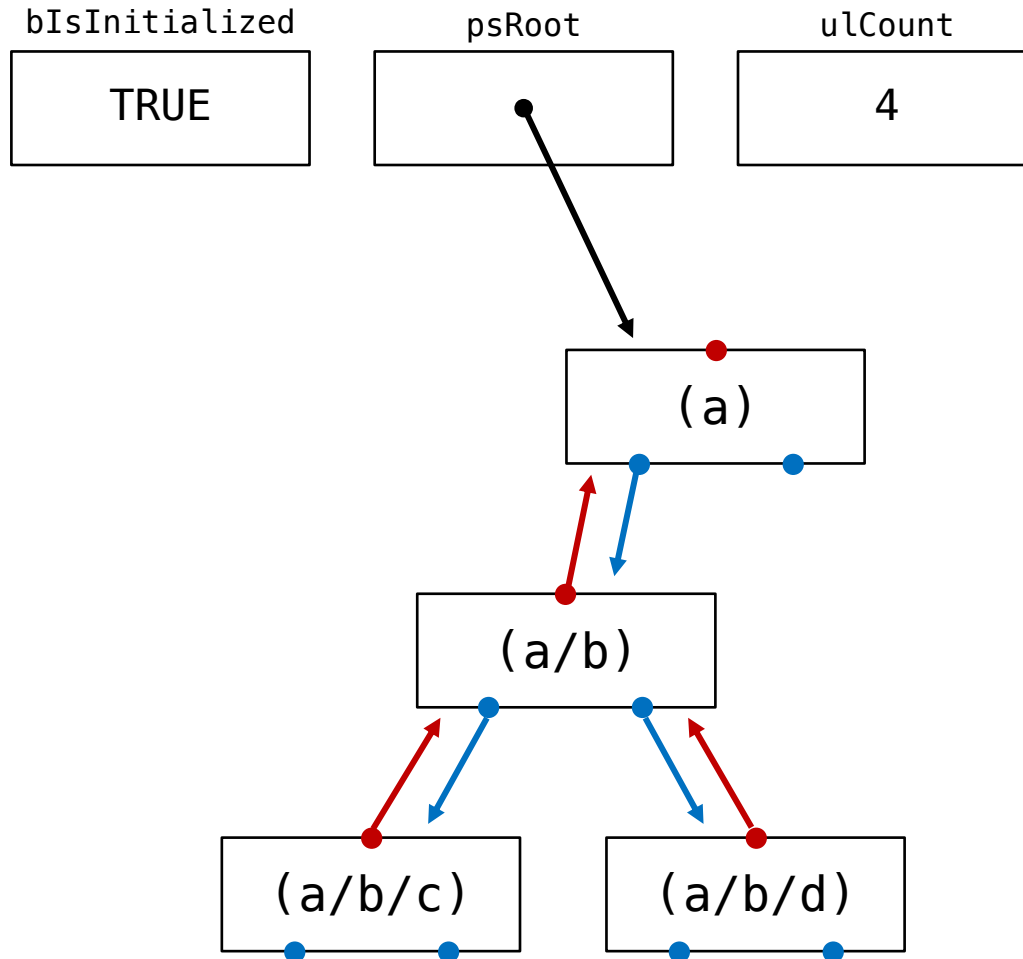 bIsInitialized psRoot ulCount
TRUE 4
(a)
(a/b)
(a/b/c) (a/b/d)